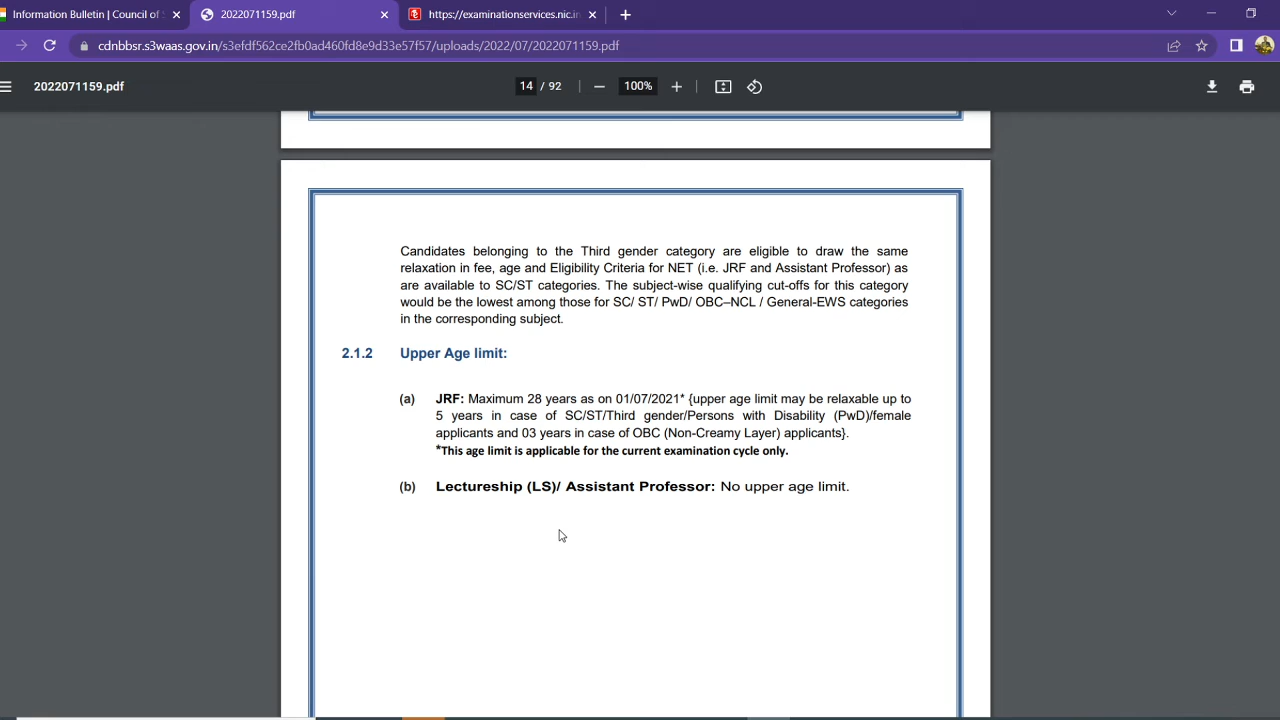 Information Bulletin | Council of S
2022071159.pdf
https://examinationservices.nic.in
cdnbbsr.s3waas.gov.in/s3efdf562ce2fb0ad460fd8e9d33e57f57/uploads/2022/07/2022071159.pdf
2022071159.pdf
14 / 92
100%
Candidates belonging to the Third gender category are eligible to draw the same
relaxation in fee, age and Eligibility Criteria for NET (i.e. JRF and Assistant Professor) as
are available to SC/ST categories. The subject-wise qualifying cut-offs for this category
would be the lowest among those for SC/ ST/ PwD/ OBC–NCL / General-EWS categories
in the corresponding subject.
2.1.2 Upper Age limit:
(a) JRF: Maximum 28 years as on 01/07/2021* {upper age limit may be relaxable up to
5 years in case of SC/ST/Third gender/Persons with Disability (PwD)/female
applicants and 03 years in case of OBC (Non-Creamy Layer) applicants}.
*This age limit is applicable for the current examination cycle only.
(b) Lectureship (LS)/ Assistant Professor: No upper age limit.